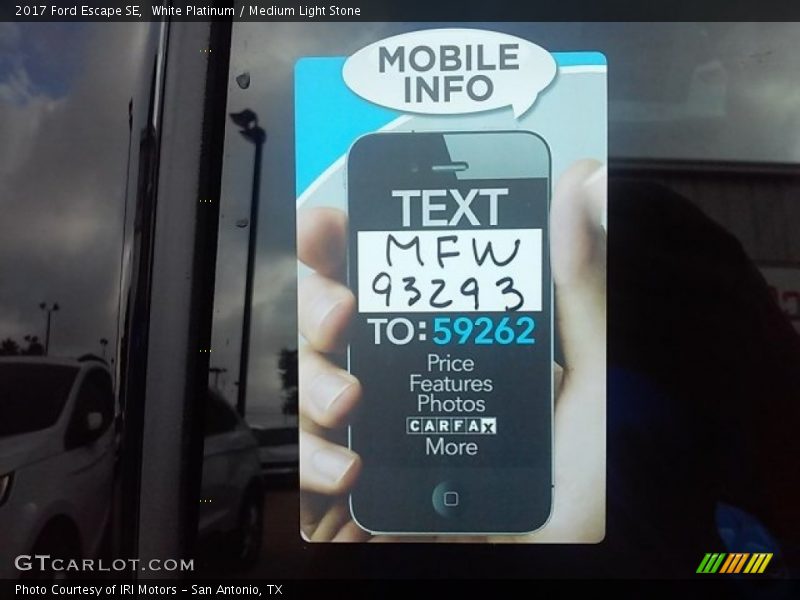 2017 Ford Escape SE,  White Platinum / Medium Light Stone
MOBILE
INFO
TEXT
MFW
93293
TO:59262
Price
Features
Photos
CARFAX
More
GTCARLOT.COM
Photo Courtesy of IRI Motors - San Antonio, TX